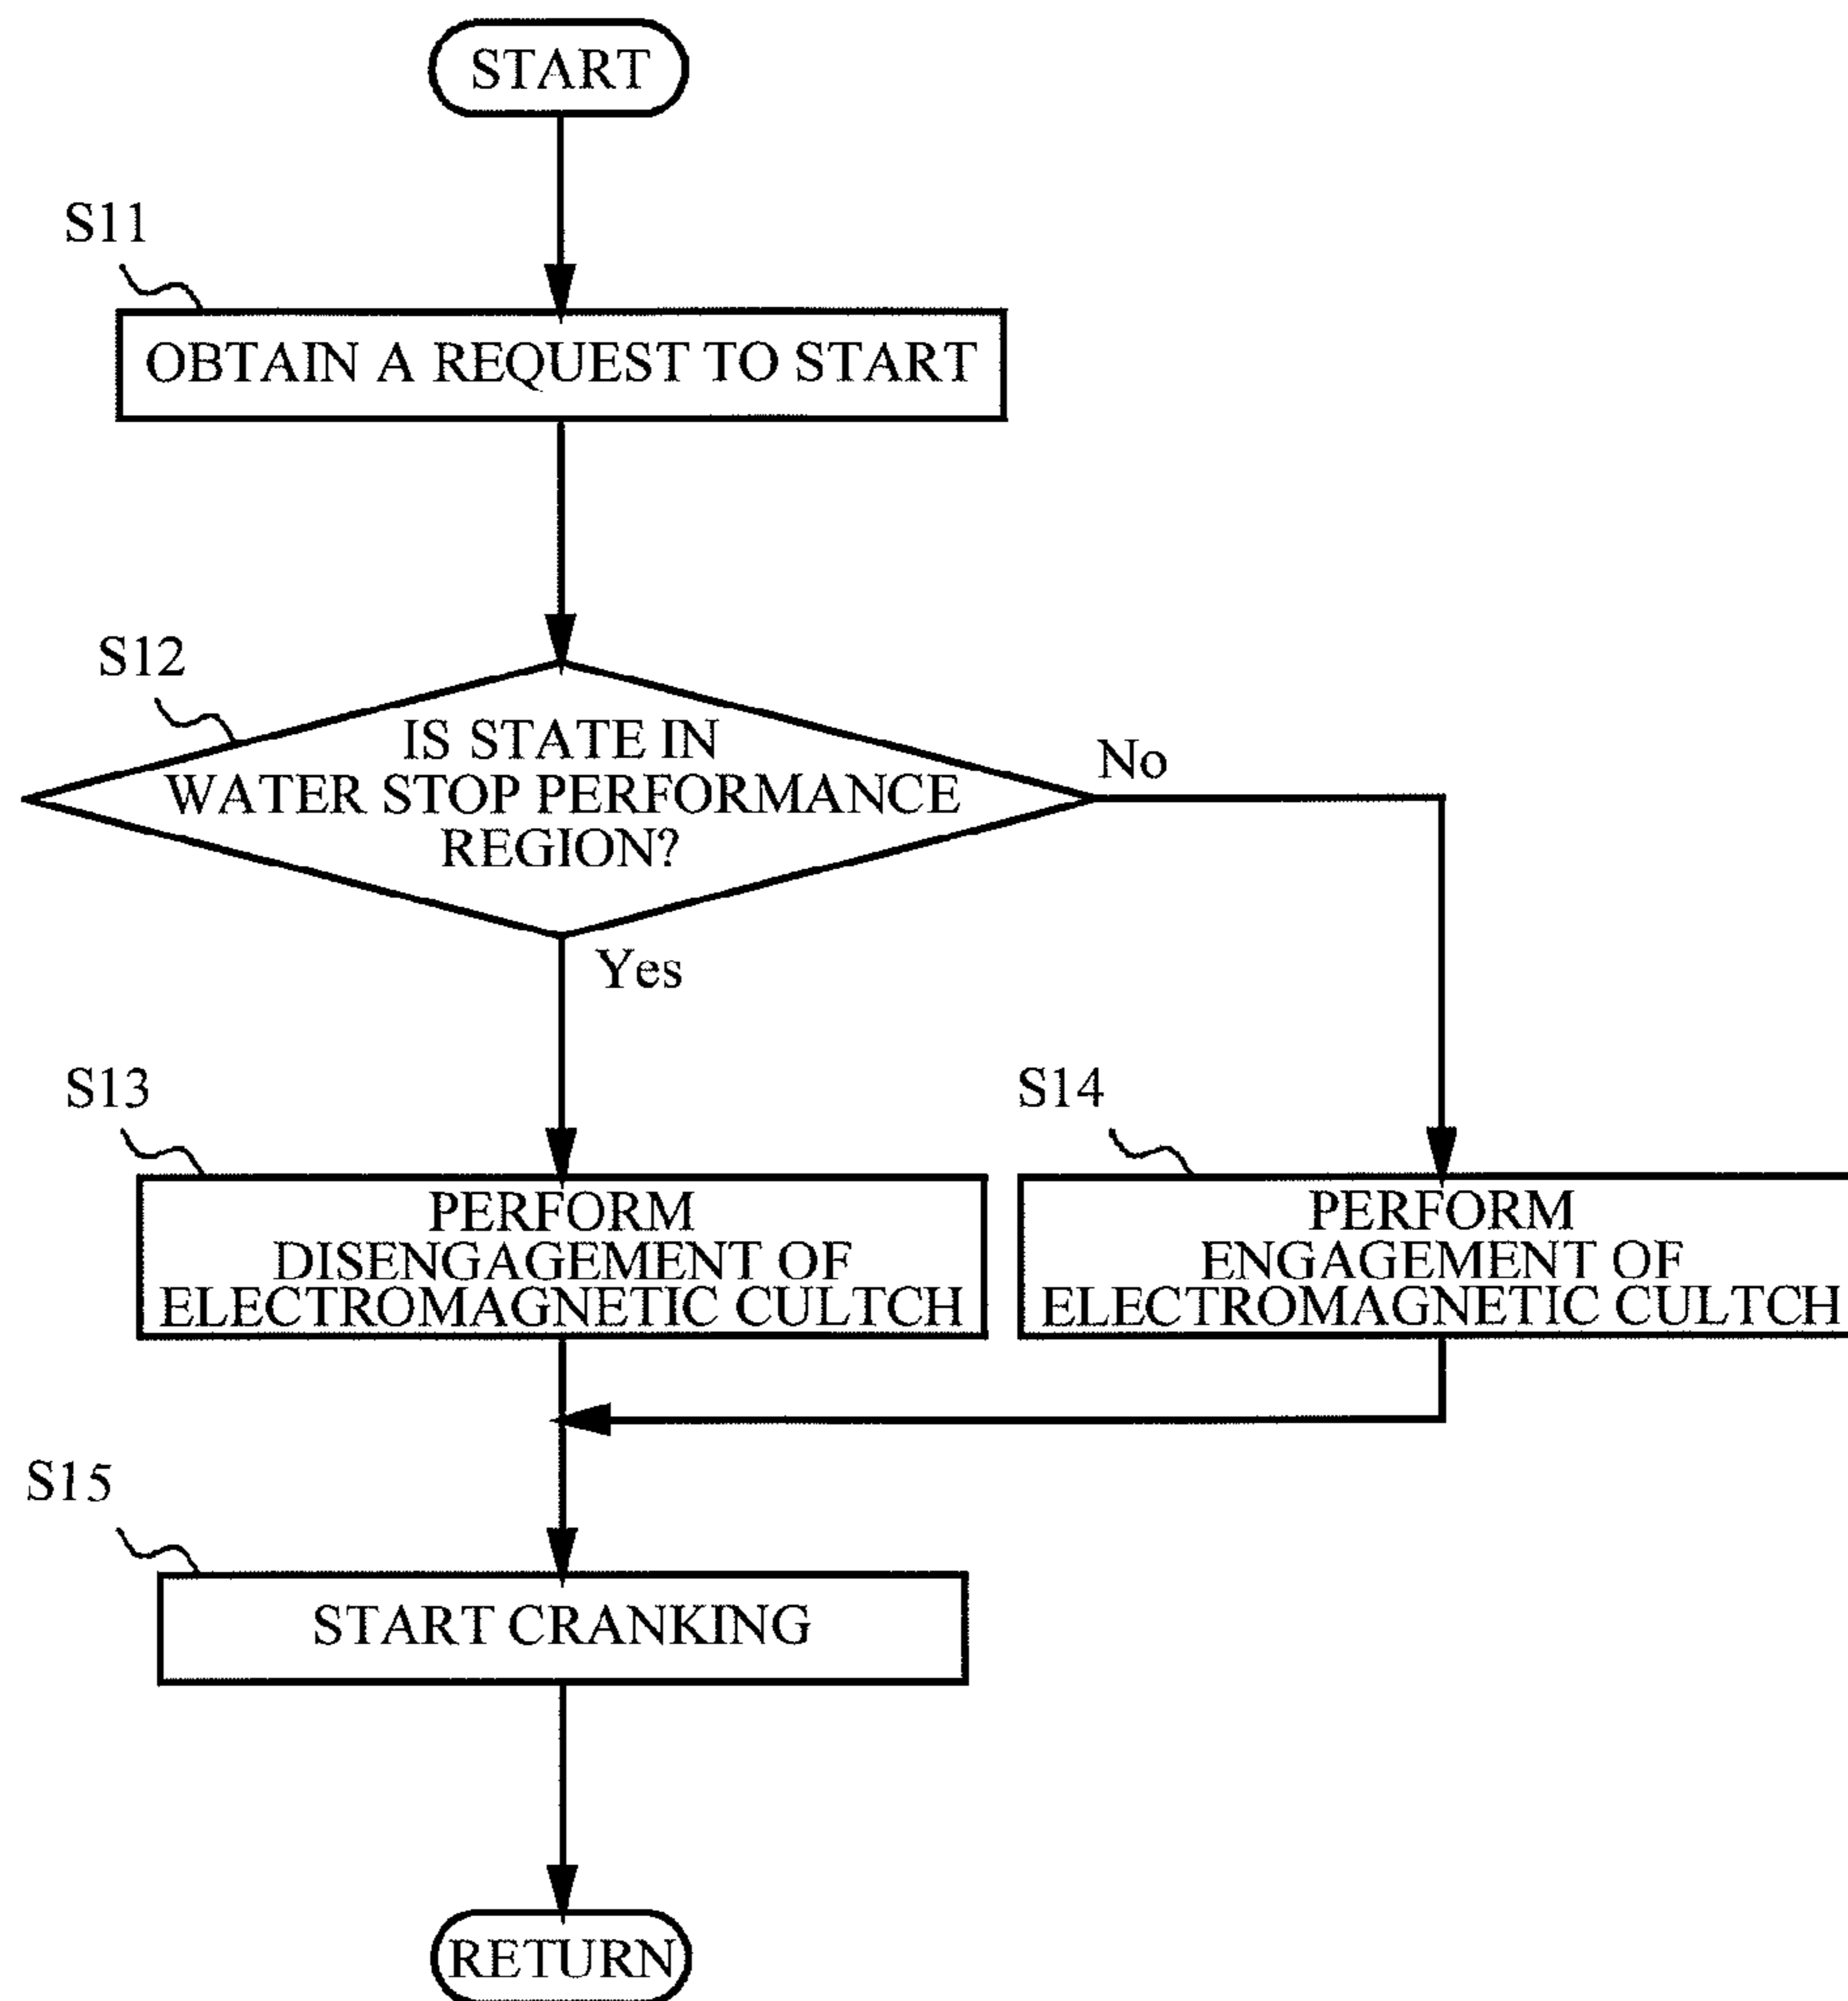 START
S11
OBTAIN A REQUEST TO START
S12
IS STATE IN
WATER STOP PERFORMANCE
REGION?
No
Yes
S13
PERFORM
DISENGAGEMENT OF
ELECTROMAGNETIC CULTCH
S14
PERFORM
ENGAGEMENT OF
ELECTROMAGNETIC CULTCH
S15
START CRANKING
RETURN